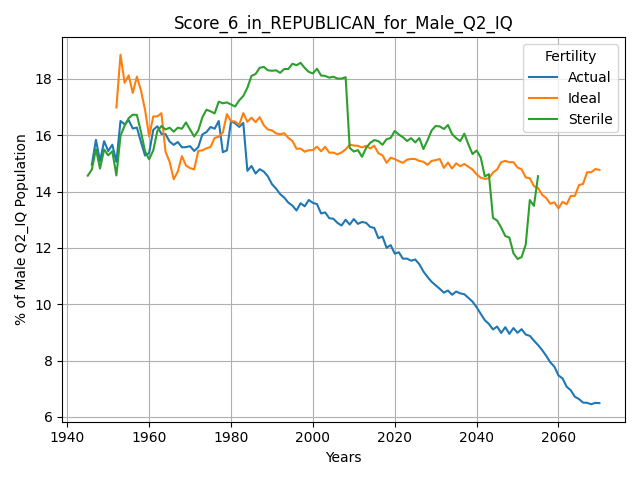 Score_6_in_REPUBLICAN_for_Male_Q2_IQ
Fertility
Actual
Ideal
Sterile
% of Male Q2_IQ Population
18
16
14
12
10
8
6
1940
1960
1980
2000
2020
2040
2060
Years